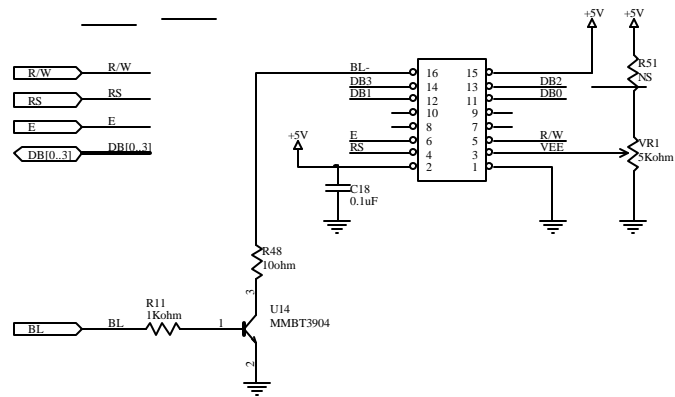 +5V +5V
R/W R/W
RS RS
E E
DB[0..3] DB[0..3]
BL- 16 15
DB3 14 13 DB2
DB1 12 11 DB0
10 9
8 7
E 6 5 R/W
RS 4 3 VEE
2 1
R51
NS
VR1
5Kohm
+5V
C18
0.1uF
R48
10ohm
3
U14
MMBT3904
R11
1Kohm
BL BL 1
2